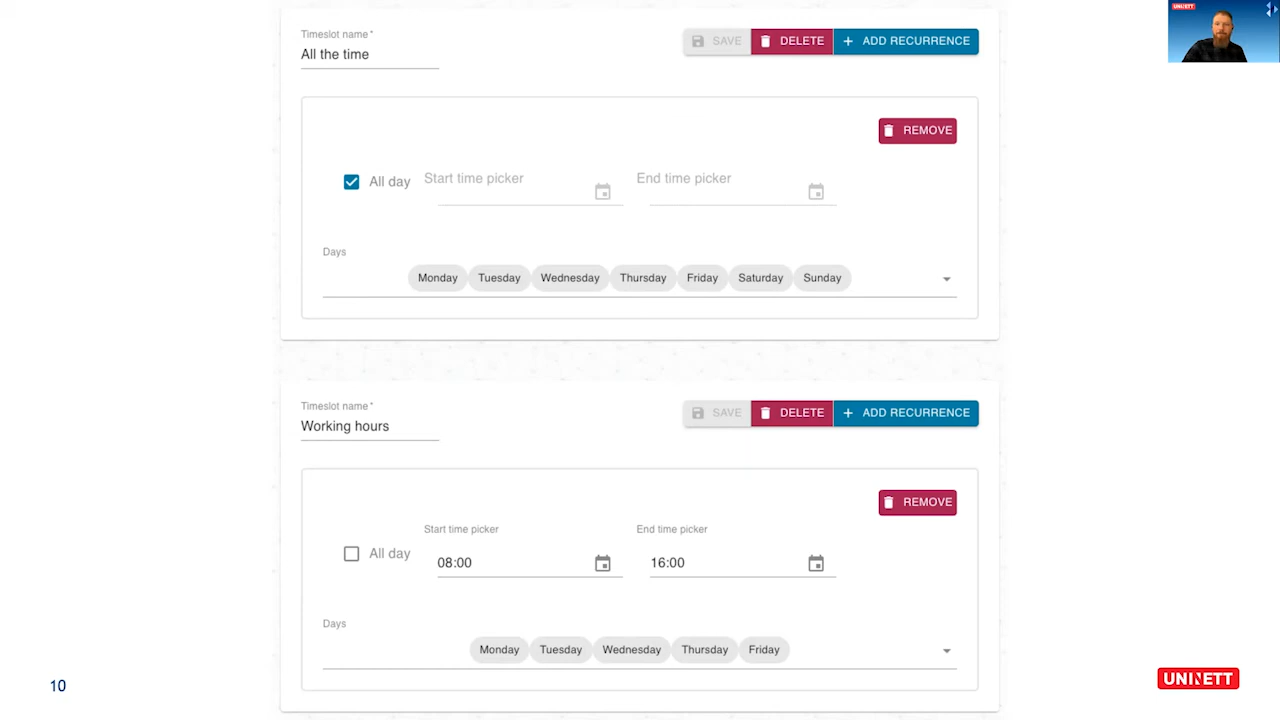 UNINETT
Timeslot name*
SAVE DELETE + ADD RECURRENCE
All the time
REMOVE
All day Start time picker End time picker
Days
Monday Tuesday Wednesday Thursday Friday Saturday Sunday
Timeslot name*
SAVE DELETE + ADD RECURRENCE
Working hours
REMOVE
Start time picker End time picker
All day 08:00 16:00
Days
Monday Tuesday Wednesday Thursday Friday
10
UNINETT